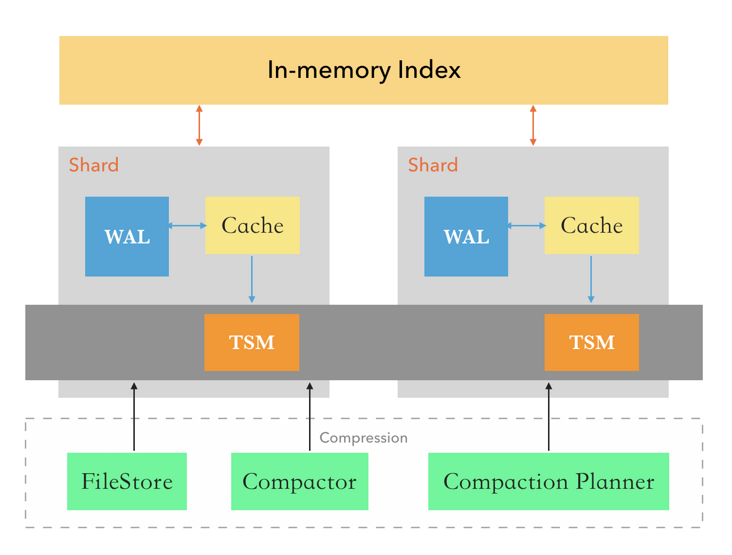 In-memory Index
Shard
Shard
WAL
Cache
WAL
Cache
TSM
TSM
Compression
FileStore
Compactor
Compaction Planner